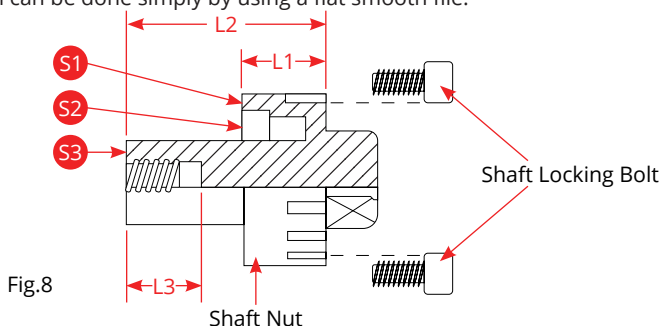 can be done simply by using a flat smooth file.
L2
S1
L1
S2
S3
Shaft Locking Bolt
L3
Fig.8
Shaft Nut